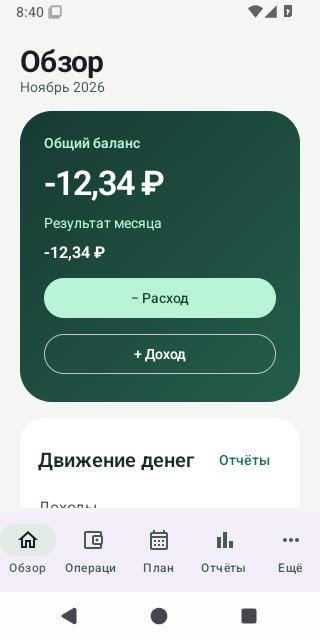 8:40
Обзор
Ноябрь 2026
Общий баланс
-12,34 ₽
Результат месяца
-12,34 ₽
− Расход
+ Доход
Движение денег
Отчёты
Доходы
Обзор
Операци
План
Отчёты
Ещё